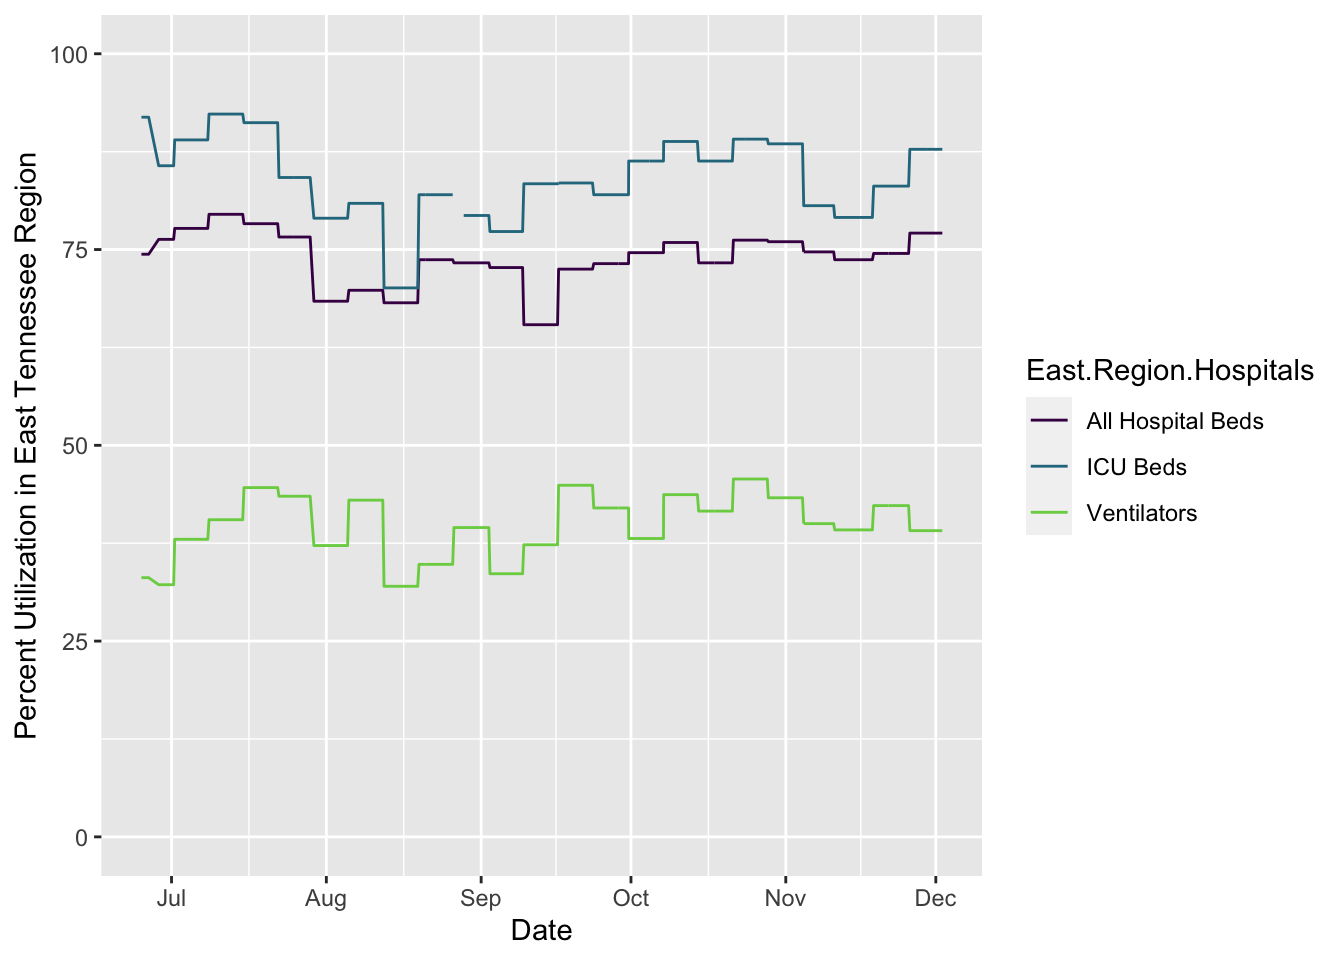 100
75
50
25
0
Percent Utilization in East Tennessee Region
Jul
Aug
Sep
Oct
Nov
Dec
Date
East.Region.Hospitals
All Hospital Beds
ICU Beds
Ventilators